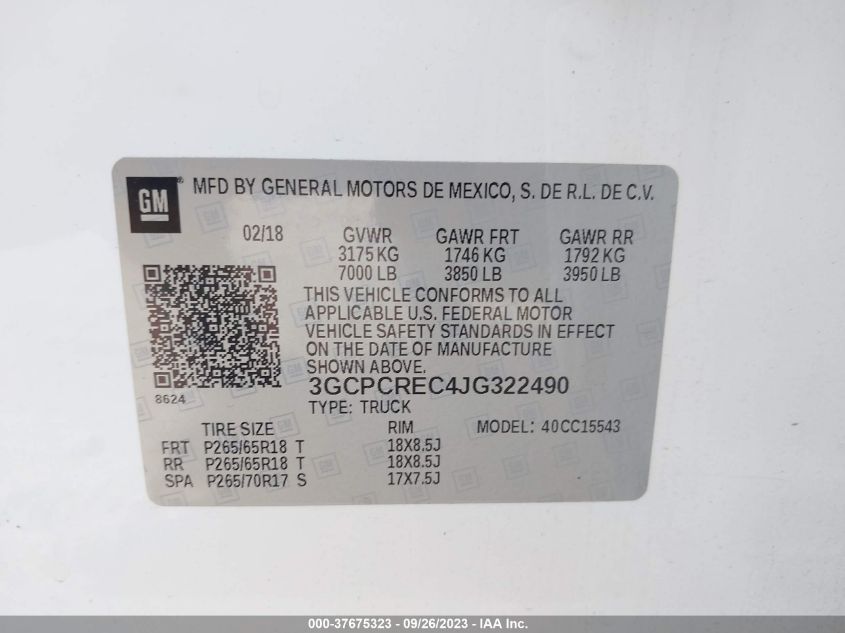 GM ® MFD BY GENERAL MOTORS DE MEXICO, S. DE R.L. DE C.V.
02/18 GVWR GAWR FRT GAWR RR
3175 KG 1746 KG 1792 KG
7000 LB 3850 LB 3950 LB
THIS VEHICLE CONFORMS TO ALL
APPLICABLE U.S. FEDERAL MOTOR
VEHICLE SAFETY STANDARDS IN EFFECT
ON THE DATE OF MANUFACTURE
SHOWN ABOVE.
3GCPCREC4JG322490
8624
TYPE: TRUCK
TIRE SIZE RIM MODEL: 40CC15543
FRT P265/65R18 T 18X8.5J
RR P265/65R18 T 18X8.5J
SPA P265/70R17 S 17X7.5J
000-37675323 - 09/26/2023 - IAA Inc.